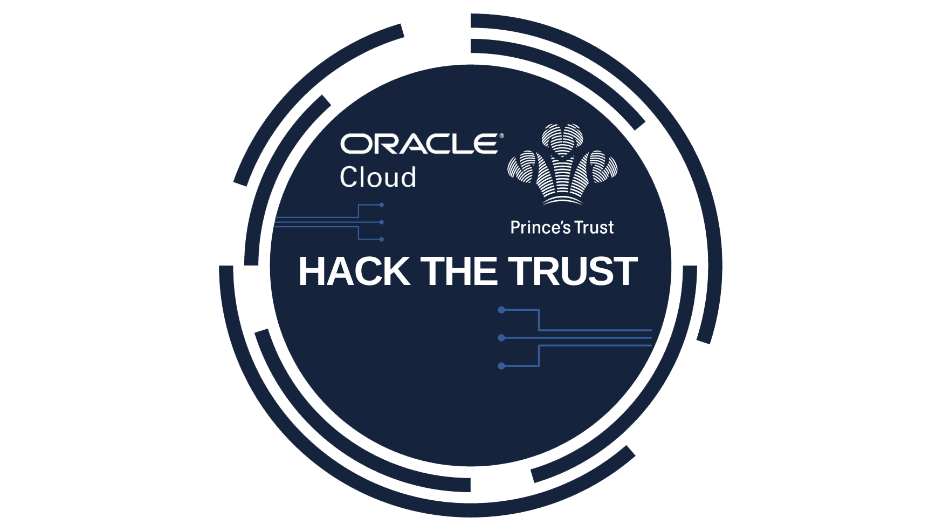 ORACLE®
Cloud
Prince's Trust
HACK THE TRUST